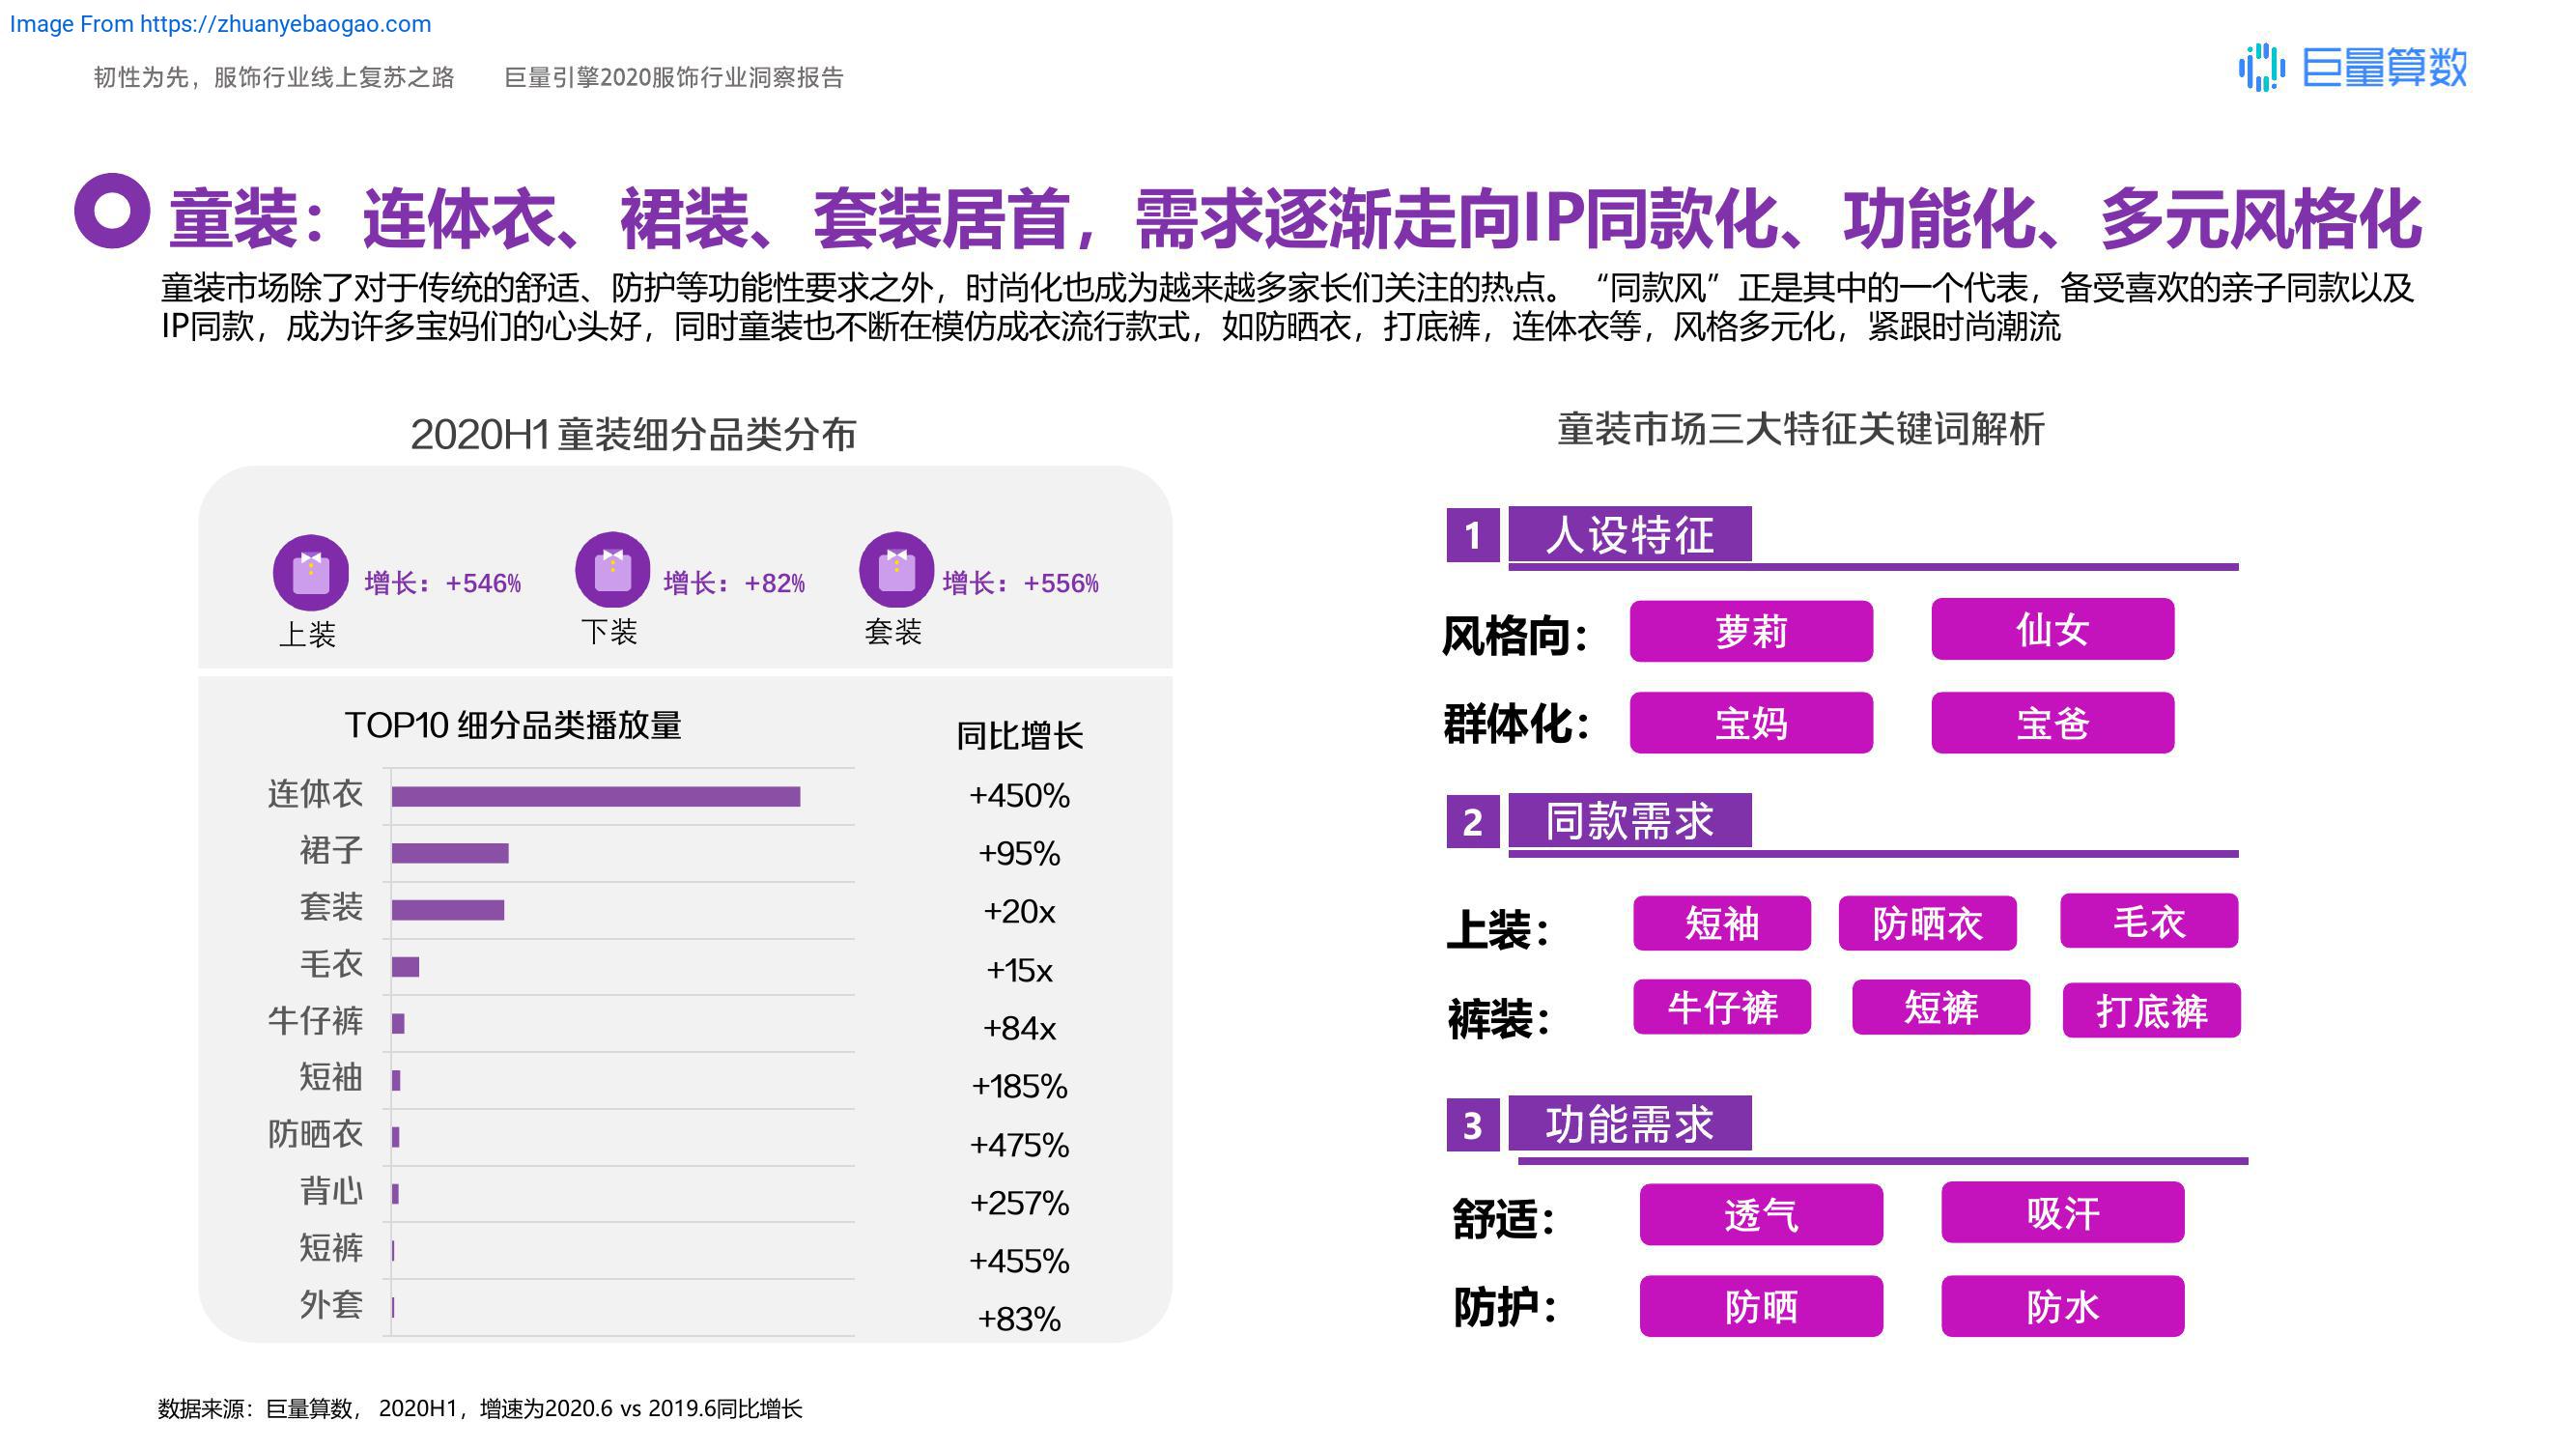 Image From https://zhuanyebaogao.com
韧性为先，服饰行业线上复苏之路 巨量引擎2020服饰行业洞察报告
巨量算数
童装：连体衣、裙装、套装居首，需求逐渐走向IP同款化、功能化、多元风格化
童装市场除了对于传统的舒适、防护等功能性要求之外，时尚化也成为越来越多家长们关注的热点。“同款风”正是其中的一个代表，备受喜欢的亲子同款以及
IP同款，成为许多宝妈们的心头好，同时童装也不断在模仿成衣流行款式，如防晒衣，打底裤，连体衣等，风格多元化，紧跟时尚潮流
2020H1童装细分品类分布
增长：+546%
上装
增长：+82%
下装
增长：+556%
套装
TOP10 细分品类播放量 同比增长
连体衣 +450%
裙子 +95%
套装 +20x
毛衣 +15x
牛仔裤 +84x
短袖 +185%
防晒衣 +475%
背心 +257%
短裤 +455%
外套 +83%
童装市场三大特征关键词解析
1 人设特征
风格向： 萝莉 仙女
群体化： 宝妈 宝爸
2 同款需求
上装： 短袖 防晒衣 毛衣
裤装： 牛仔裤 短裤 打底裤
3 功能需求
舒适： 透气 吸汗
防护： 防晒 防水
数据来源：巨量算数， 2020H1，增速为2020.6 vs 2019.6同比增长